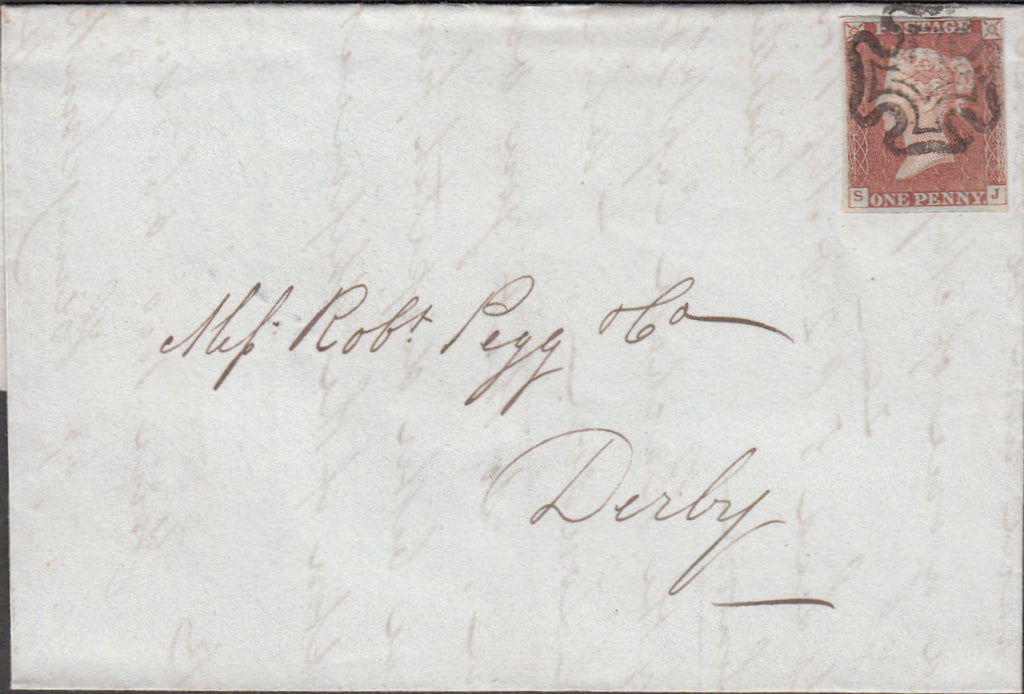 POSTAGE
S J
ONE PENNY.
Mess. Robt. Pegg & Co
Derby